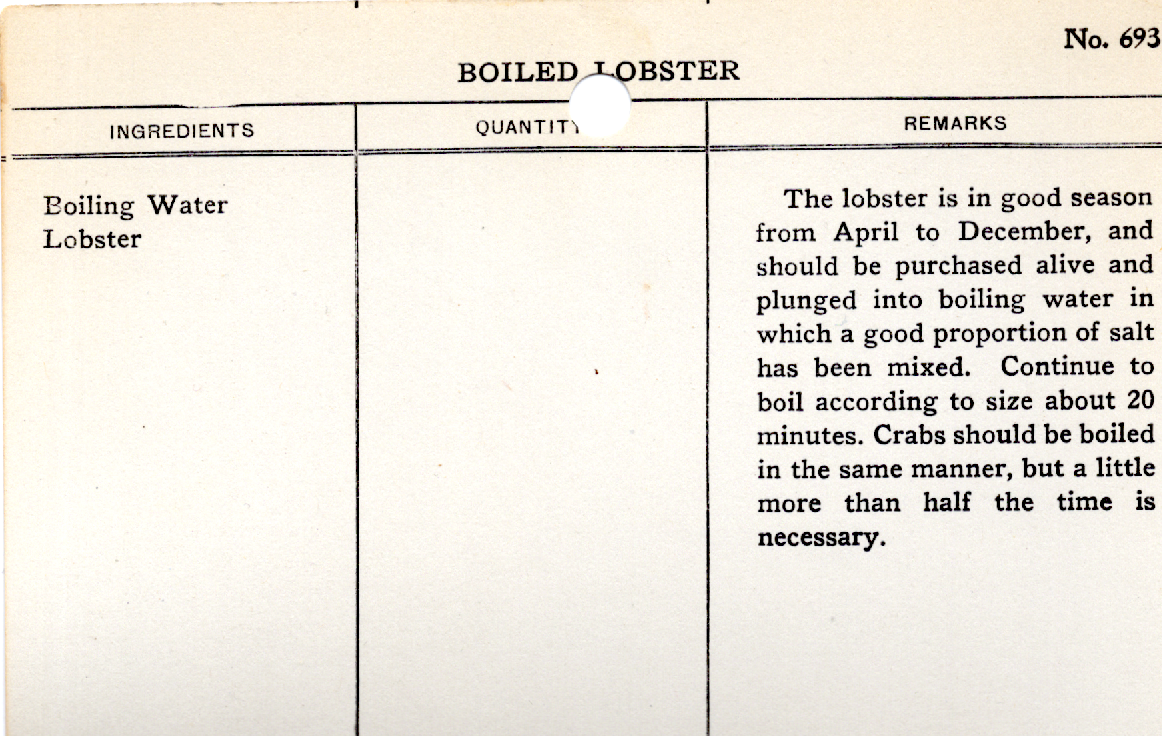 No. 693
BOILED LOBSTER
INGREDIENTS
QUANTITY
REMARKS
Boiling Water
Lobster
The lobster is in good season
from April to December, and
should be purchased alive and
plunged into boiling water in
which a good proportion of salt
has been mixed. Continue to
boil according to size about 20
minutes. Crabs should be boiled
in the same manner, but a little
more than half the time is
necessary.